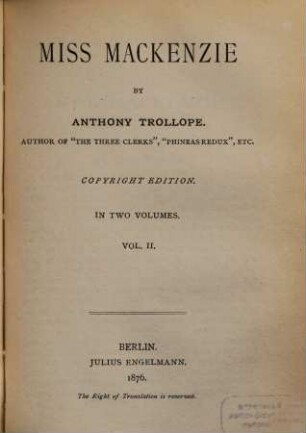 MISS MACKENZIE
BY
ANTHONY TROLLOPE.
AUTHOR OF "THE THREE CLERKS", "PHINEAS REDUX", ETC.
COPYRIGHT EDITION.
IN TWO VOLUMES.
VOL. II.
BERLIN.
JULIUS ENGELMANN.
1876.
The Right of Translation is reserved.